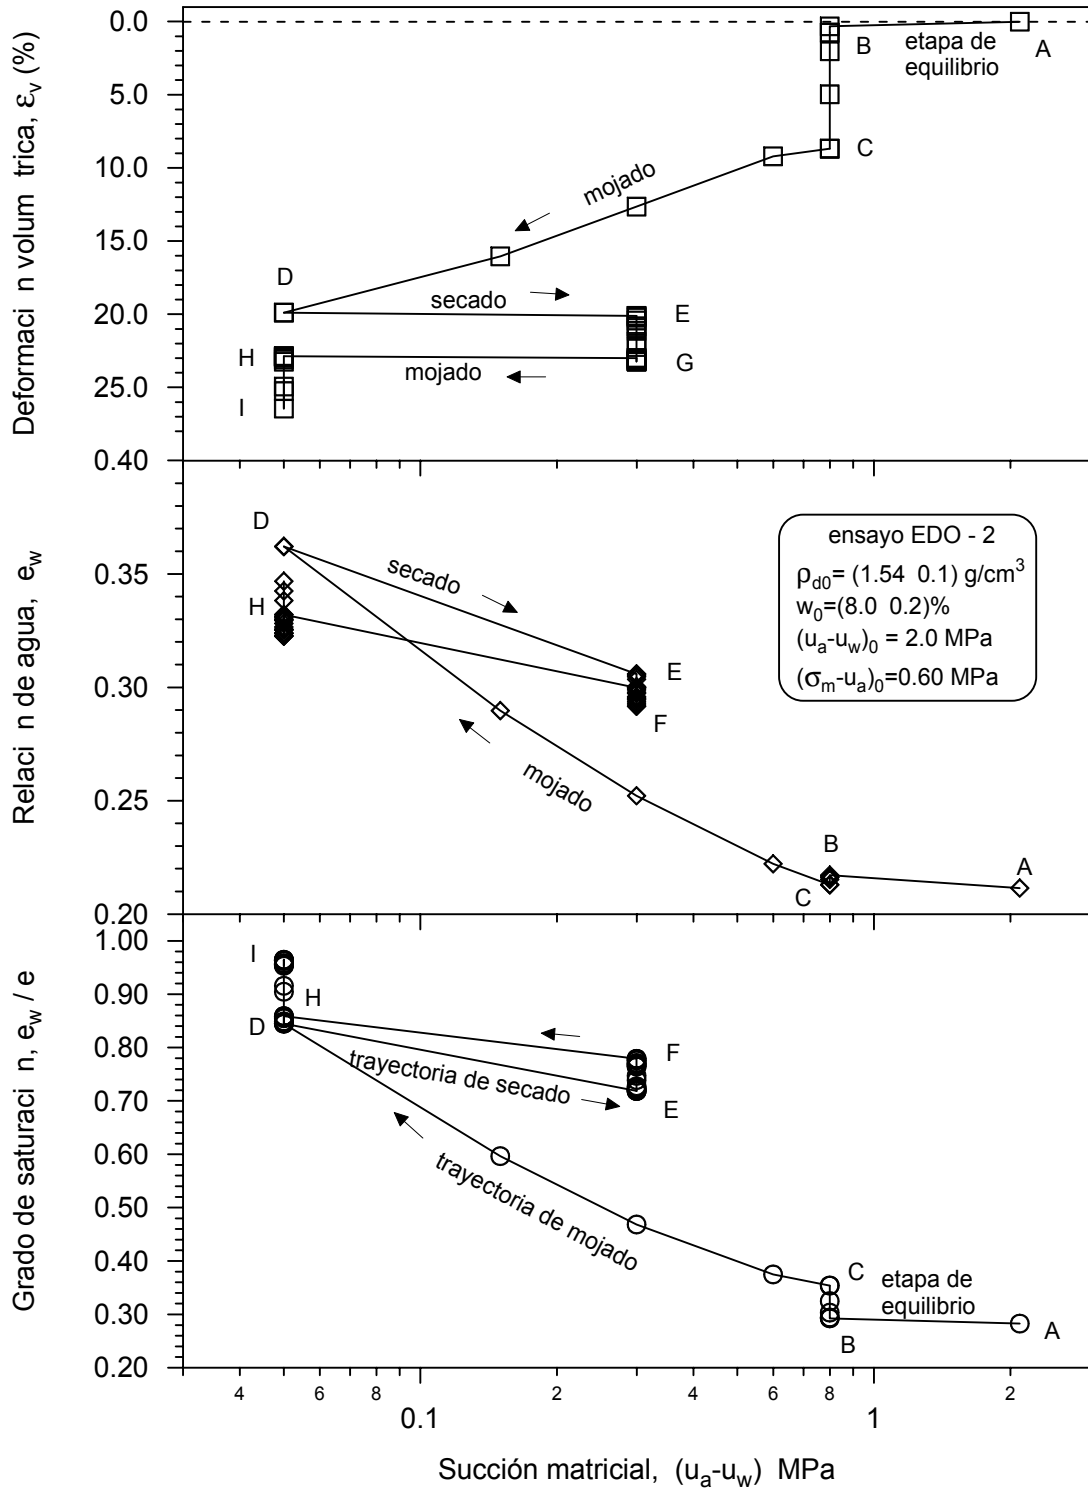 Deformaci n volum trica, εv (%)
0.0
5.0
10.0
15.0
20.0
25.0
etapa de
equilibrio
A
B
C
mojado
D
secado
E
H
mojado
G
I
Relaci n de agua, ew
0.40
0.35
0.30
0.25
0.20
D
secado
H
E
F
mojado
B
C
A
ensayo EDO - 2
ρd0= (1.54 0.1) g/cm3
w0=(8.0 0.2)%
(ua-uw)0 = 2.0 MPa
(σm-ua)0=0.60 MPa
Grado de saturaci n, ew / e
1.00
0.90
0.80
0.70
0.60
0.50
0.40
0.30
0.20
I
H
D
F
trayectoria de secado
E
trayectoria de mojado
C
etapa de
equilibrio
B
A
4 6 8 2 4 6 8 2
0.1 1
Succión matricial, (ua-uw) MPa